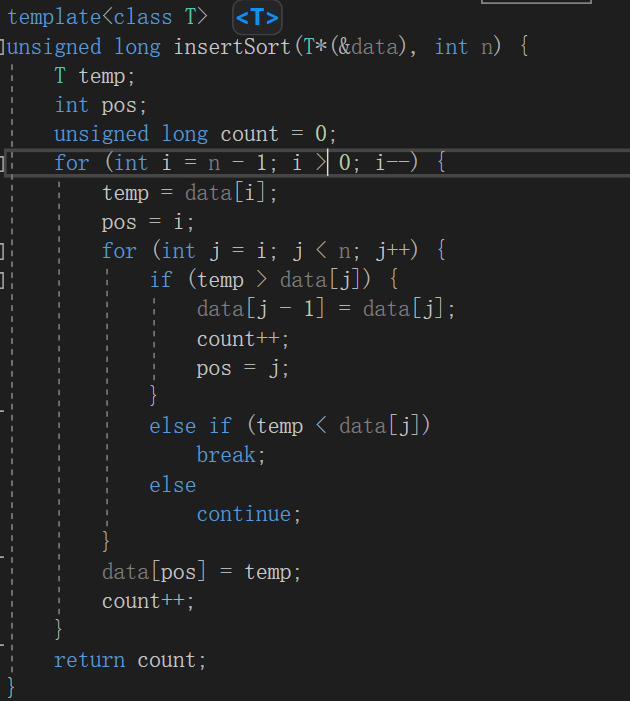 template<class T> <T>
unsigned long insertSort(T*(&data), int n) {
    T temp;
    int pos;
    unsigned long count = 0;
    for (int i = n - 1; i > 0; i--) {
        temp = data[i];
        pos = i;
        for (int j = i; j < n; j++) {
            if (temp > data[j]) {
                data[j - 1] = data[j];
                count++;
                pos = j;
            }
            else if (temp < data[j])
                break;
            else
                continue;
        }
        data[pos] = temp;
        count++;
    }
    return count;
}